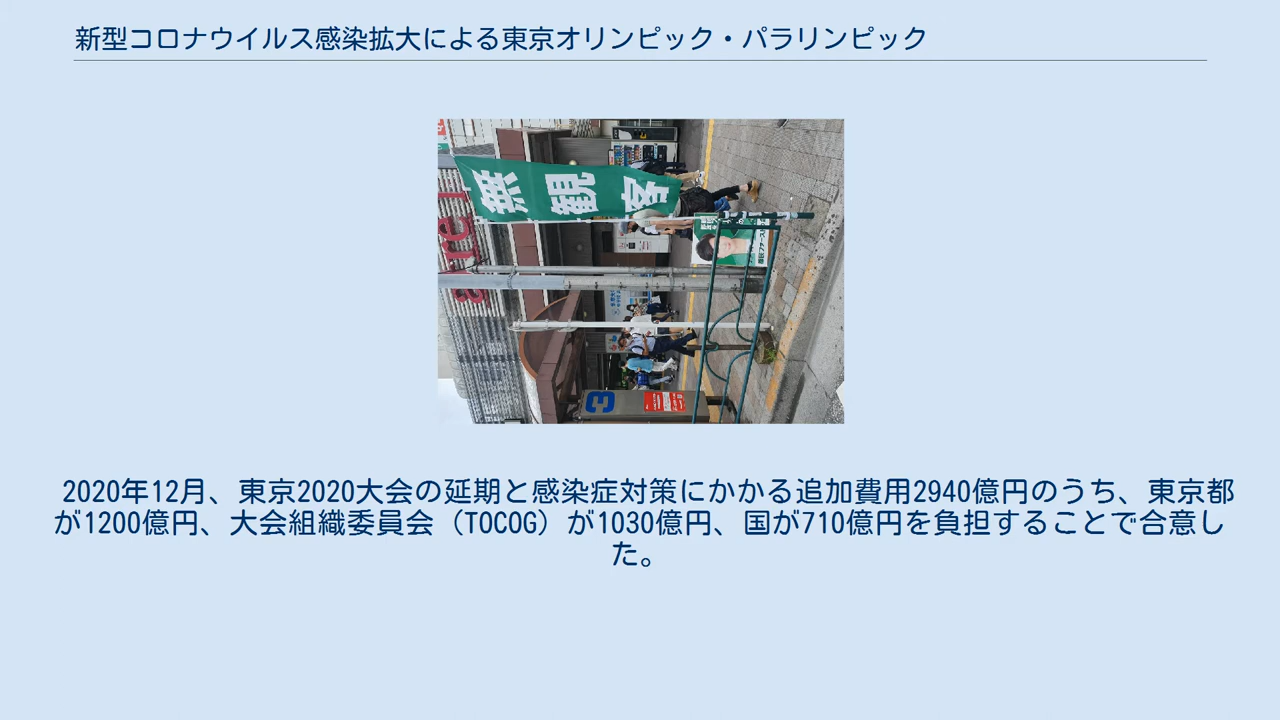 新型コロナウイルス感染拡大による東京オリンピック・パラリンピック
無観客
3
2020年12月、東京2020大会の延期と感染症対策にかかる追加費用2940億円のうち、東京都
が1200億円、大会組織委員会（TOCOG）が1030億円、国が710億円を負担することで合意し
た。